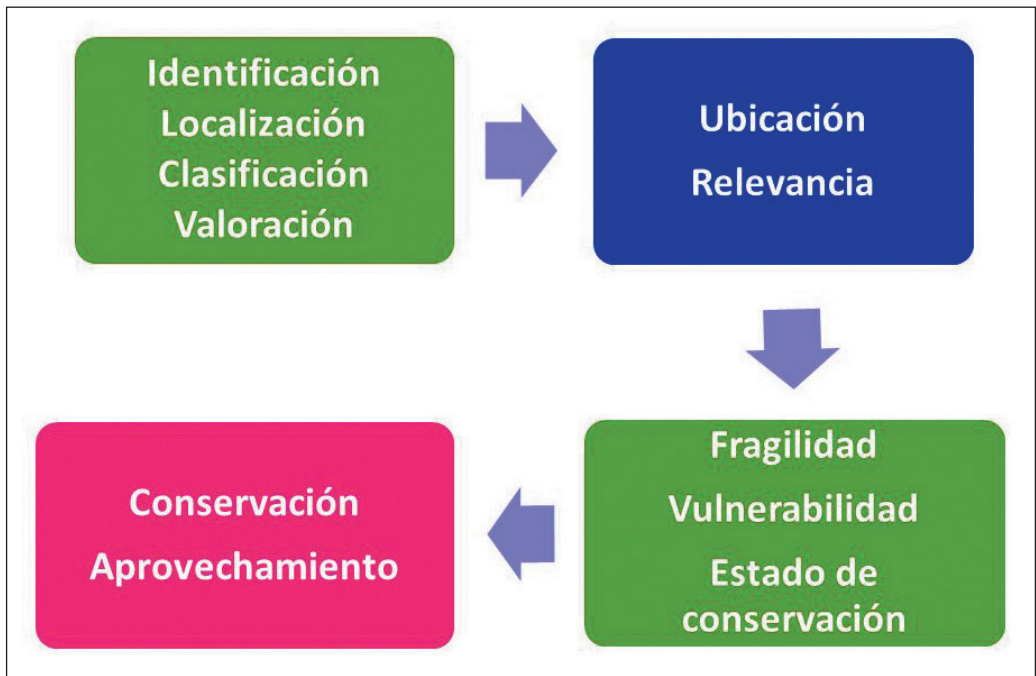 Identificación
Localización
Clasificación
Valoración
Ubicación
Relevancia
Fragilidad
Vulnerabilidad
Estado de
conservación
Conservación
Aprovechamiento